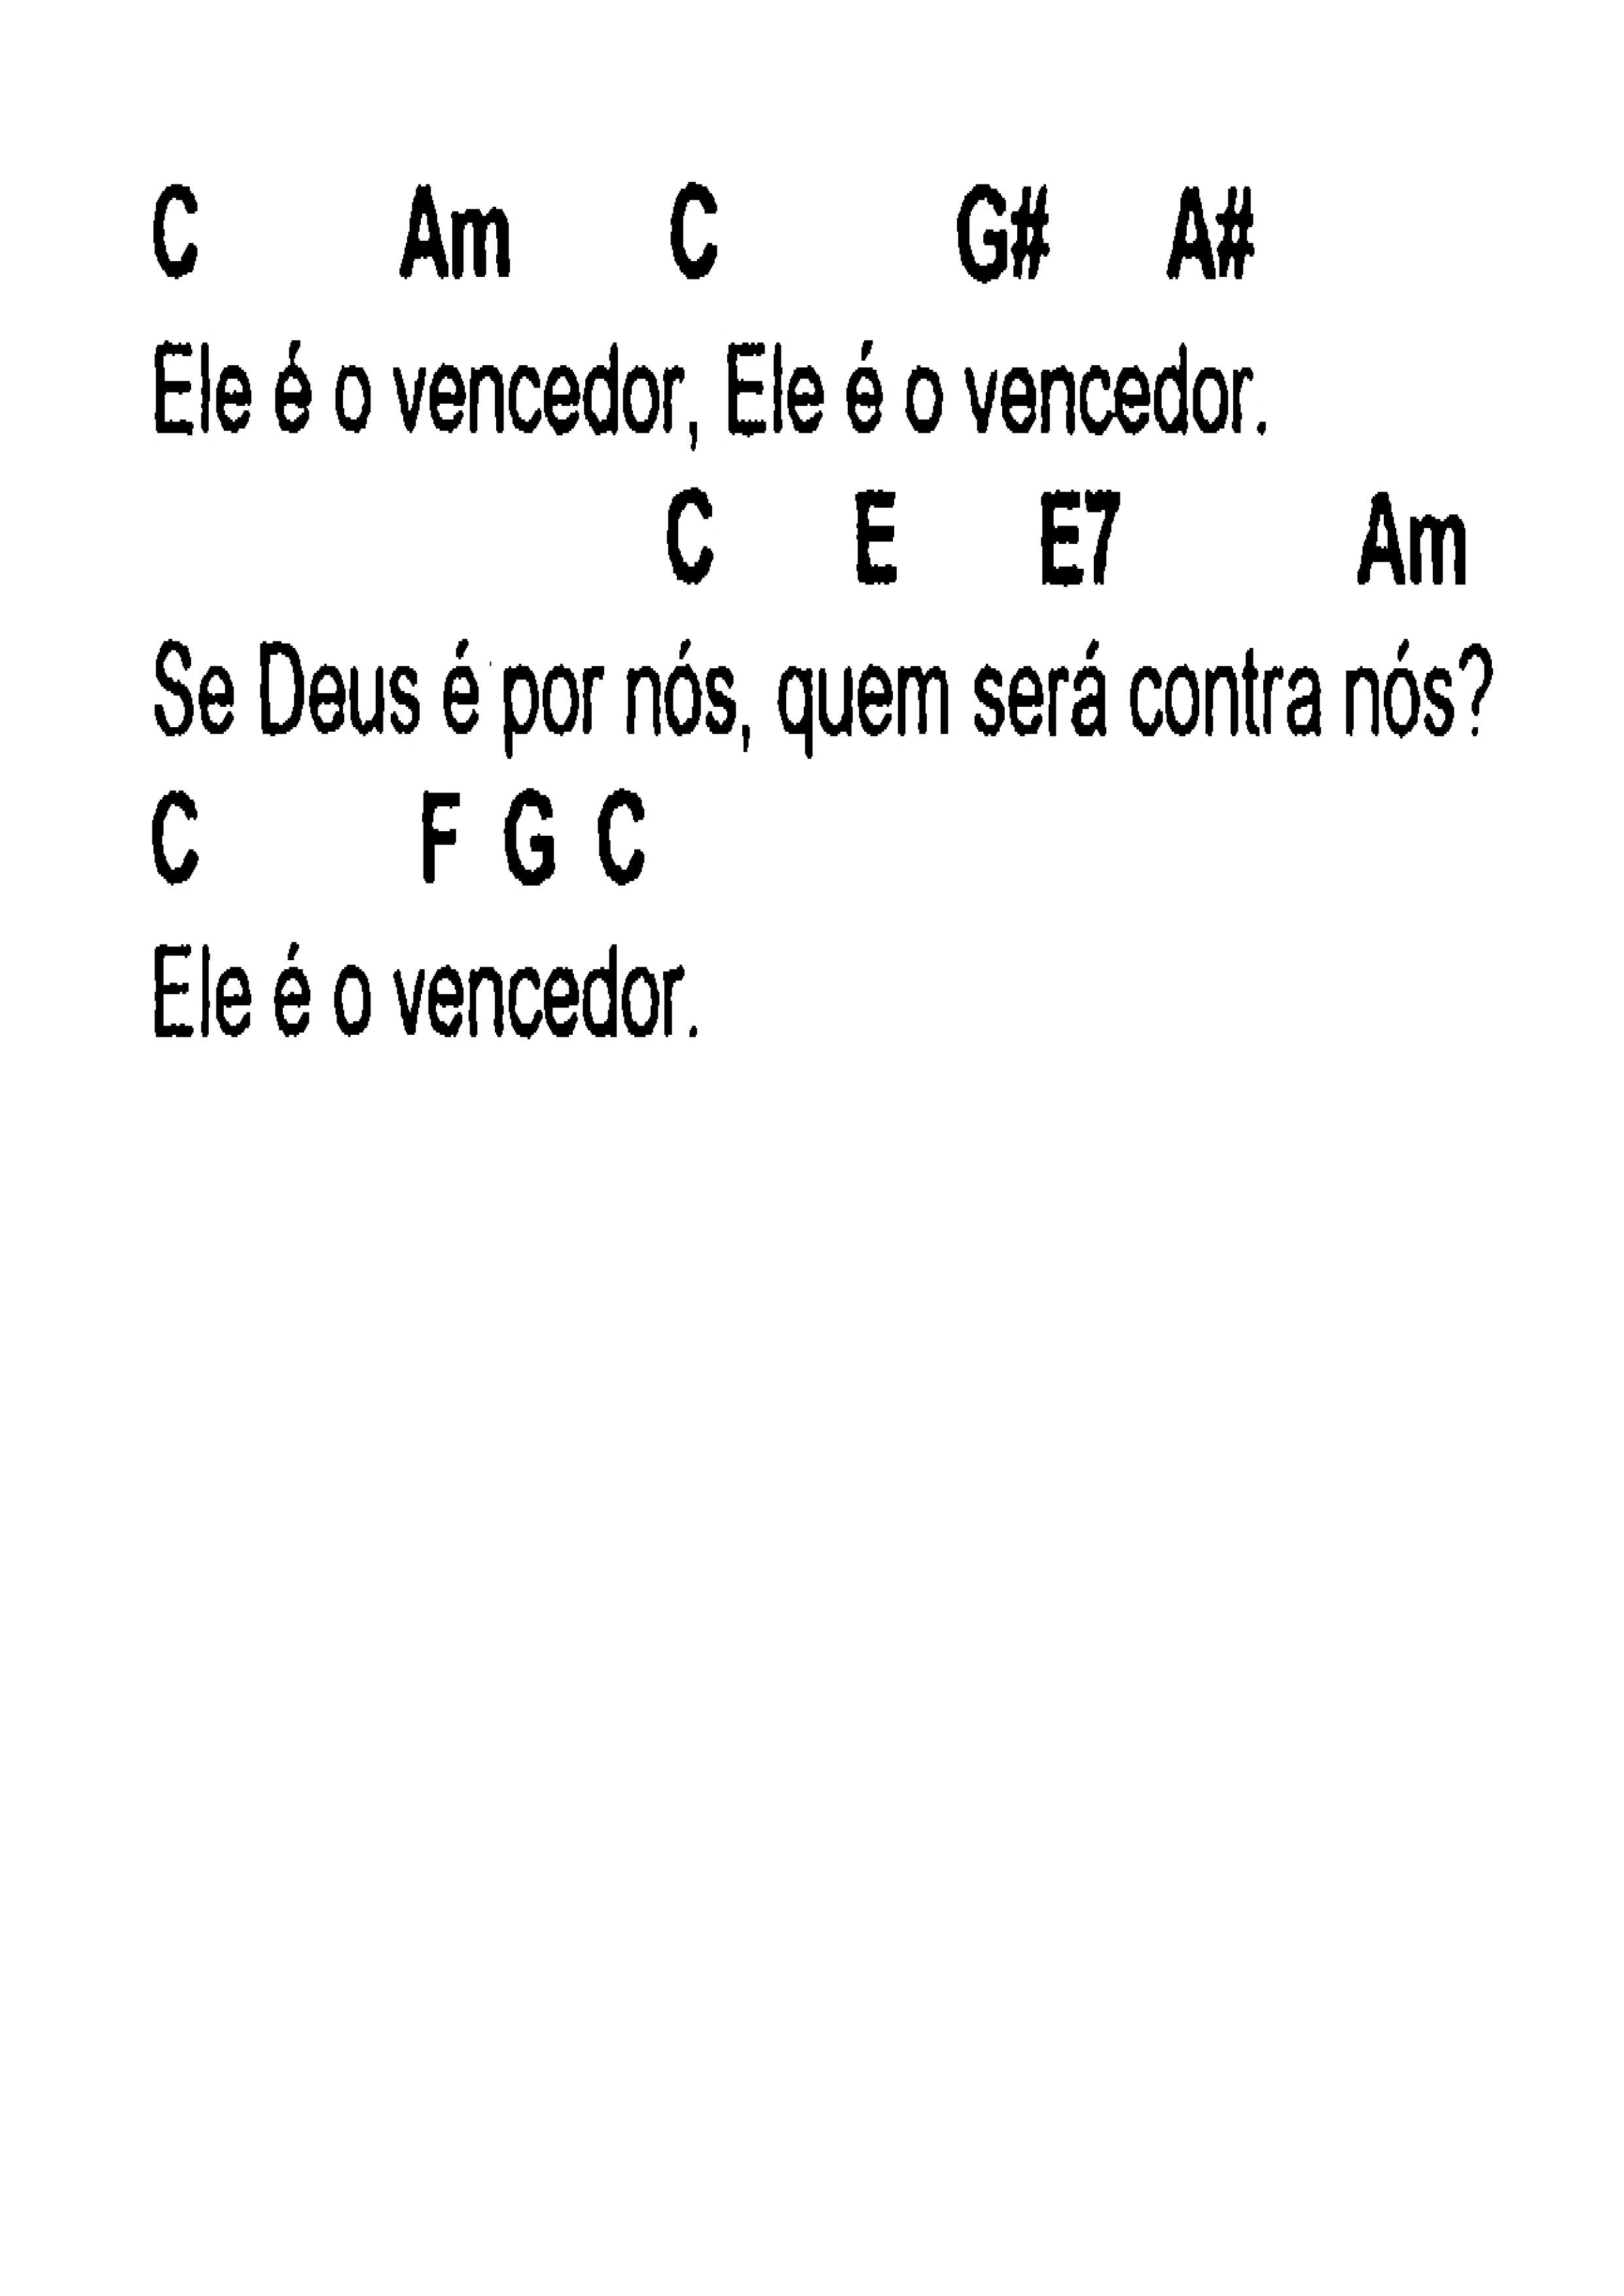 C Am C G# A#
Ele é o vencedor, Ele é o vencedor.
C E E7 Am
Se Deus é por nós, quem será contra nós?
C F G C
Ele é o vencedor.